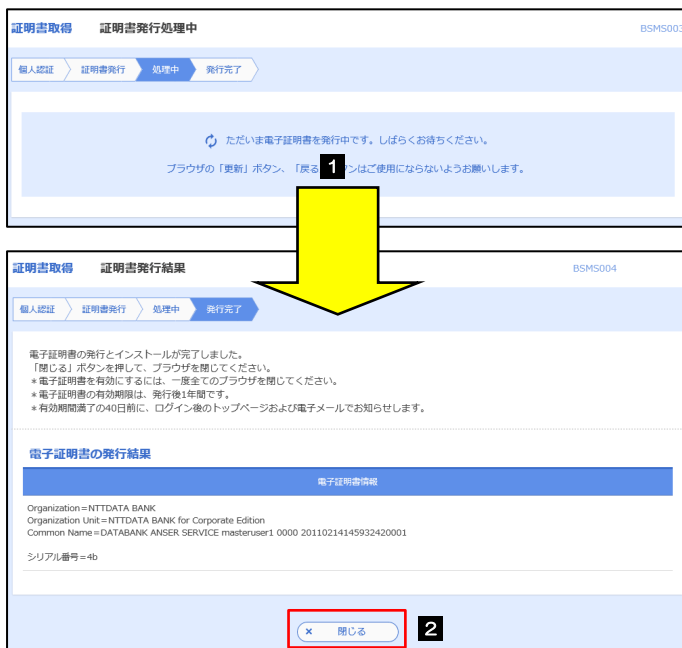 証明書取得 証明書発行処理中 BSMS003
個人認証 証明書発行 処理中 発行完了
ただいま電子証明書を発行中です。しばらくお待ちください。
ブラウザの「更新」ボタン、「戻る 1 ンはご使用にならないようお願いします。
証明書取得 証明書発行結果 BSMS004
個人認証 証明書発行 処理中 発行完了
電子証明書の発行とインストールが完了しました。
「閉じる」ボタンを押して、ブラウザを閉じてください。
*電子証明書を有効にするには、一度全てのブラウザを閉じてください。
*電子証明書の有効期限は、発行後1年間です。
*有効期間満了の40日前に、ログイン後のトップページおよび電子メールでお知らせします。
電子証明書の発行結果
電子証明書情報
Organization=NTTDATA BANK
Organization Unit=NTTDATA BANK for Corporate Edition
Common Name=DATABANK ANSER SERVICE masteruser1 0000 20110214145932420001
シリアル番号=4b
× 閉じる 2